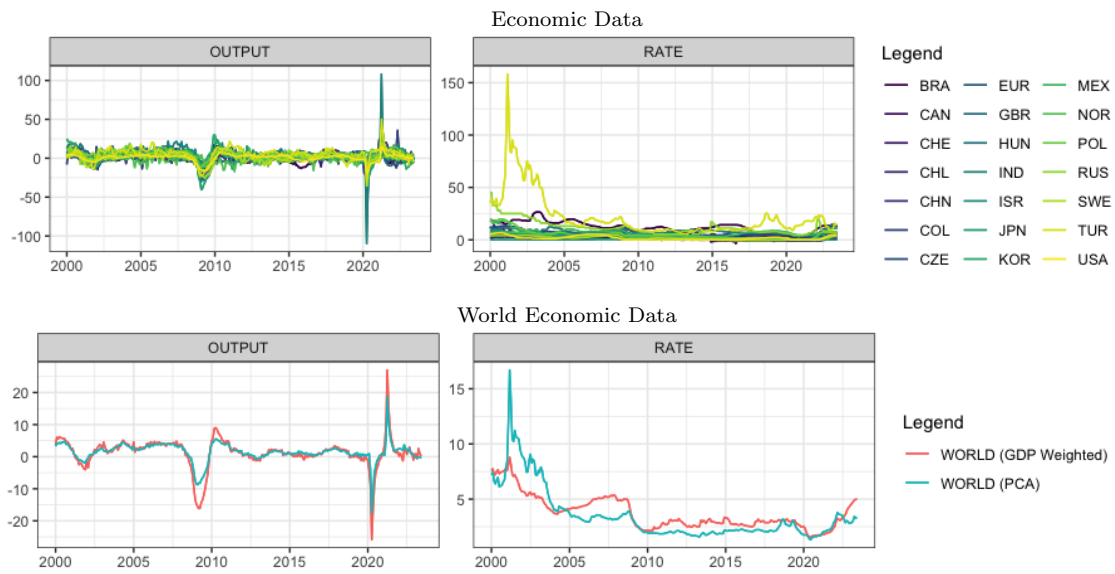 Economic Data
OUTPUT
RATE
100
50
0
-50
-100
2000 2005 2010 2015 2020
150
100
50
0
2000 2005 2010 2015 2020
Legend
BRA EUR MEX
CAN GBR NOR
CHE HUN POL
CHL IND RUS
CHN ISR SWE
COL JPN TUR
CZE KOR USA
World Economic Data
OUTPUT
RATE
20
10
0
-10
-20
2000 2005 2010 2015 2020
15
10
5
2000 2005 2010 2015 2020
Legend
WORLD (GDP Weighted)
WORLD (PCA)